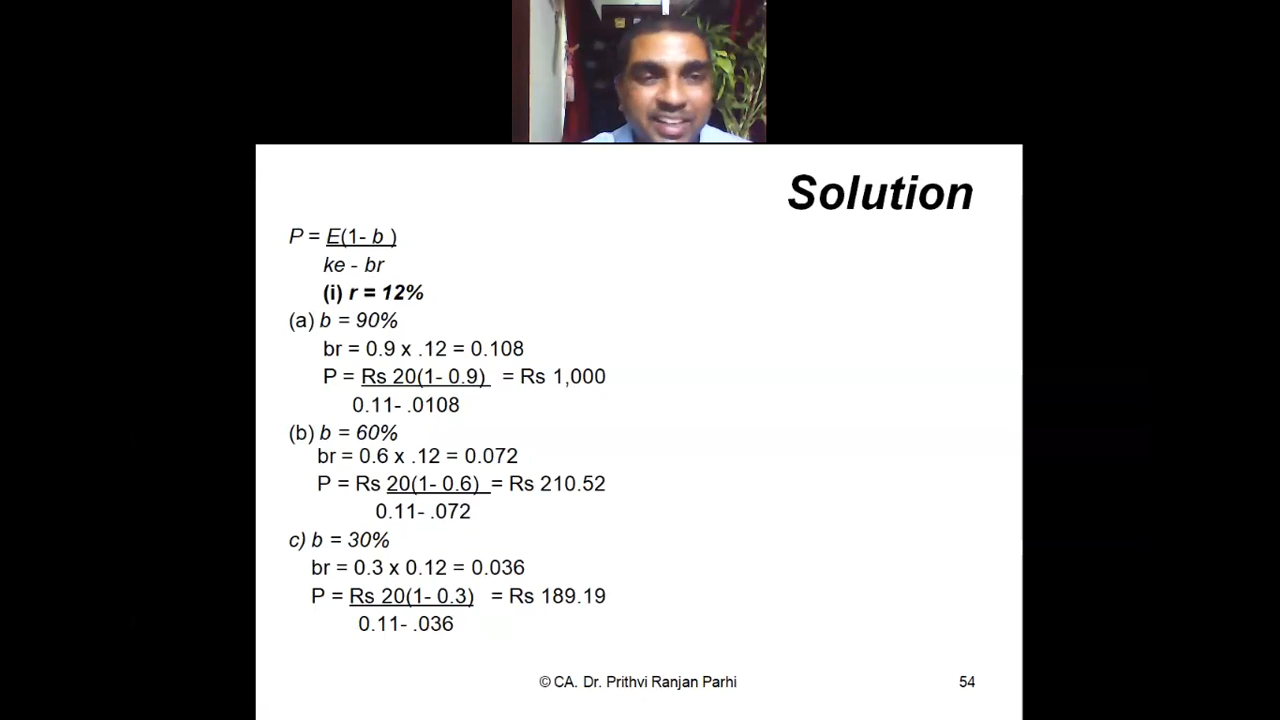 Solution
P = E(1- b )
ke - br
(i) r = 12%
(a) b = 90%
br = 0.9 x .12 = 0.108
P = Rs 20(1- 0.9) = Rs 1,000
0.11- .0108
(b) b = 60%
br = 0.6 x .12 = 0.072
P = Rs 20(1- 0.6) = Rs 210.52
0.11- .072
c) b = 30%
br = 0.3 x 0.12 = 0.036
P = Rs 20(1- 0.3) = Rs 189.19
0.11- .036
© CA. Dr. Prithvi Ranjan Parhi
54